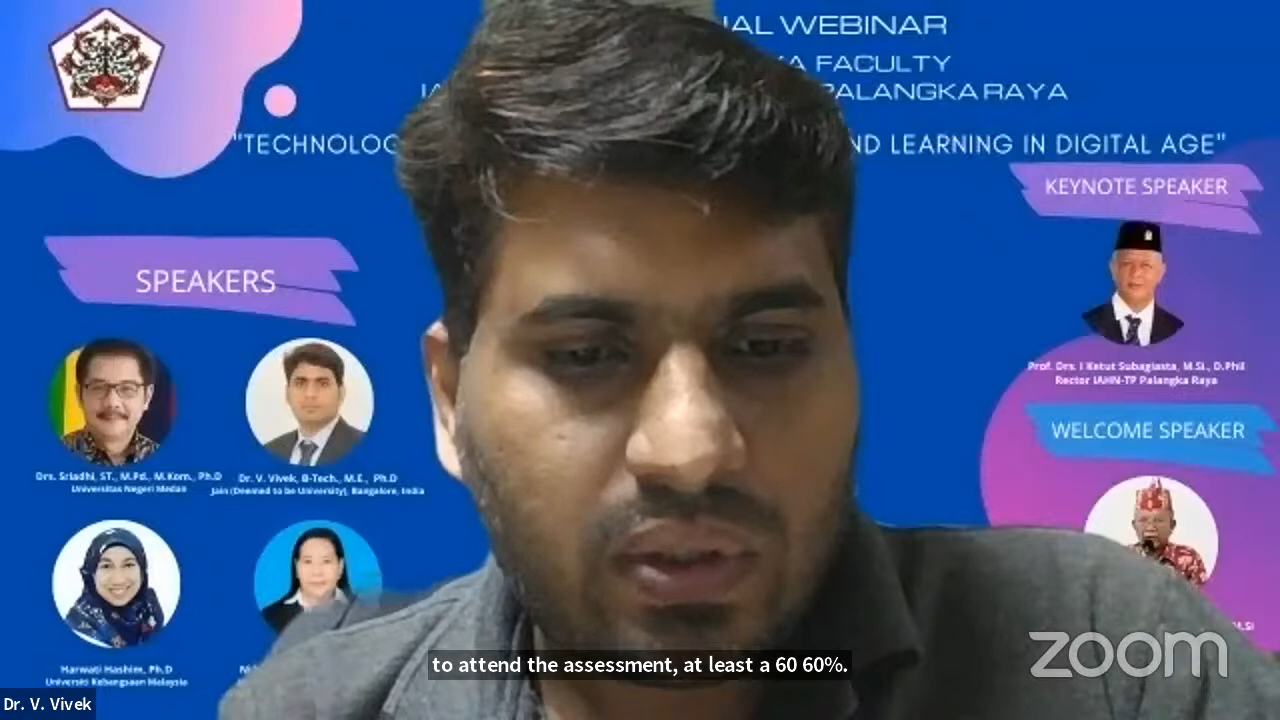 AL WEBINAR
A FACULTY
PALANGKA RAYA
"TECHNOLOG
ND LEARNING IN DIGITAL AGE"
KEYNOTE SPEAKER
Prof. Drs. I Ketut Subagiasta, M.Si., D.Phil
Rector IAHN-TP Palangka Raya
SPEAKERS
Drs. Sriadhi, ST., M.Pd., M.Kom., Ph.D
Universitas Negeri Medan
Dr. V. Vivek, B-Tech., M.E., Ph.D
Jain (Deemed to be University), Bangalore, India
WELCOME SPEAKER
Harwati Hashim, Ph.D
Universiti Kebangsaan Malaysia
to attend the assessment, at least a 60 60%.
zoom
Dr. V. Vivek